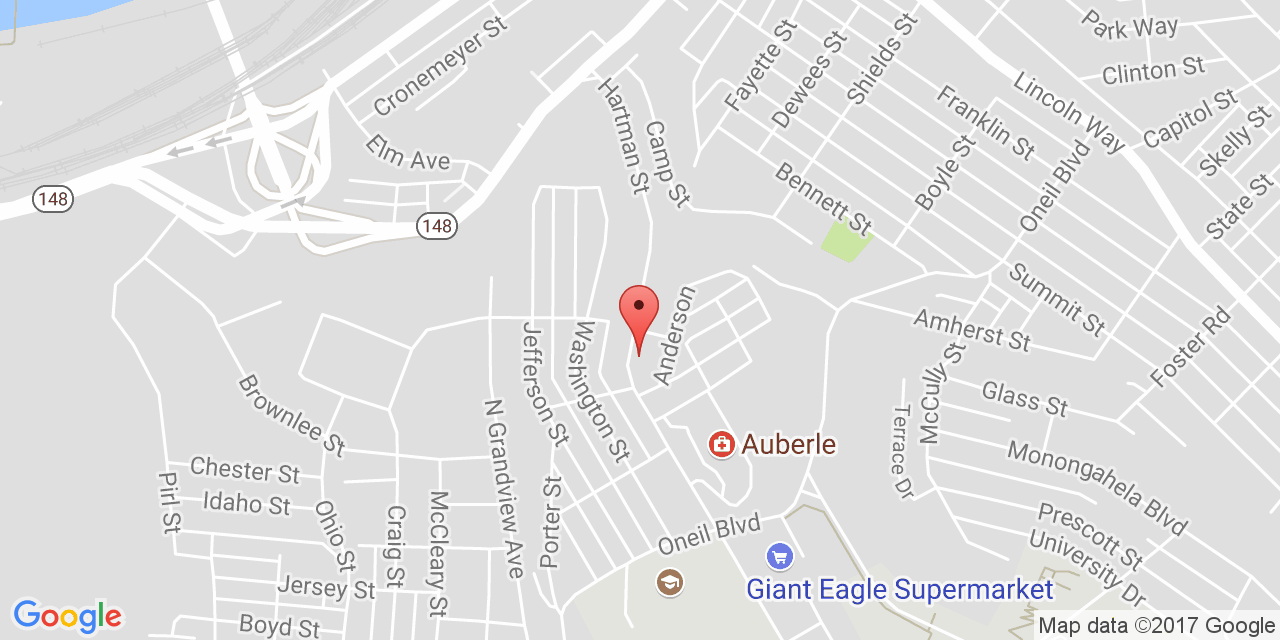 Park Way
Clinton St
Capitol St
Skelly St
State St
Cronemeyer St
Fayette St
Dewees St
Shields St
Lincoln Way
Franklin St
Boyle St
Oneil Blvd
Elm Ave
Hartman St
Camp St
Bennett St
148
148
Summit St
Amherst St
Foster Rd
Anderson
Jefferson St
Washington St
McCully St
Glass St
Terrace Dr
Brownlee St
N Grandview Ave
Auberle
Monongahela Blvd
Chester St
Idaho St
Pirl St
Ohio St
Craig St
McCleary St
Porter St
Oneil Blvd
Prescott St
University Dr
Jersey St
Giant Eagle Supermarket
Boyd St
Google
Map data ©2017 Google